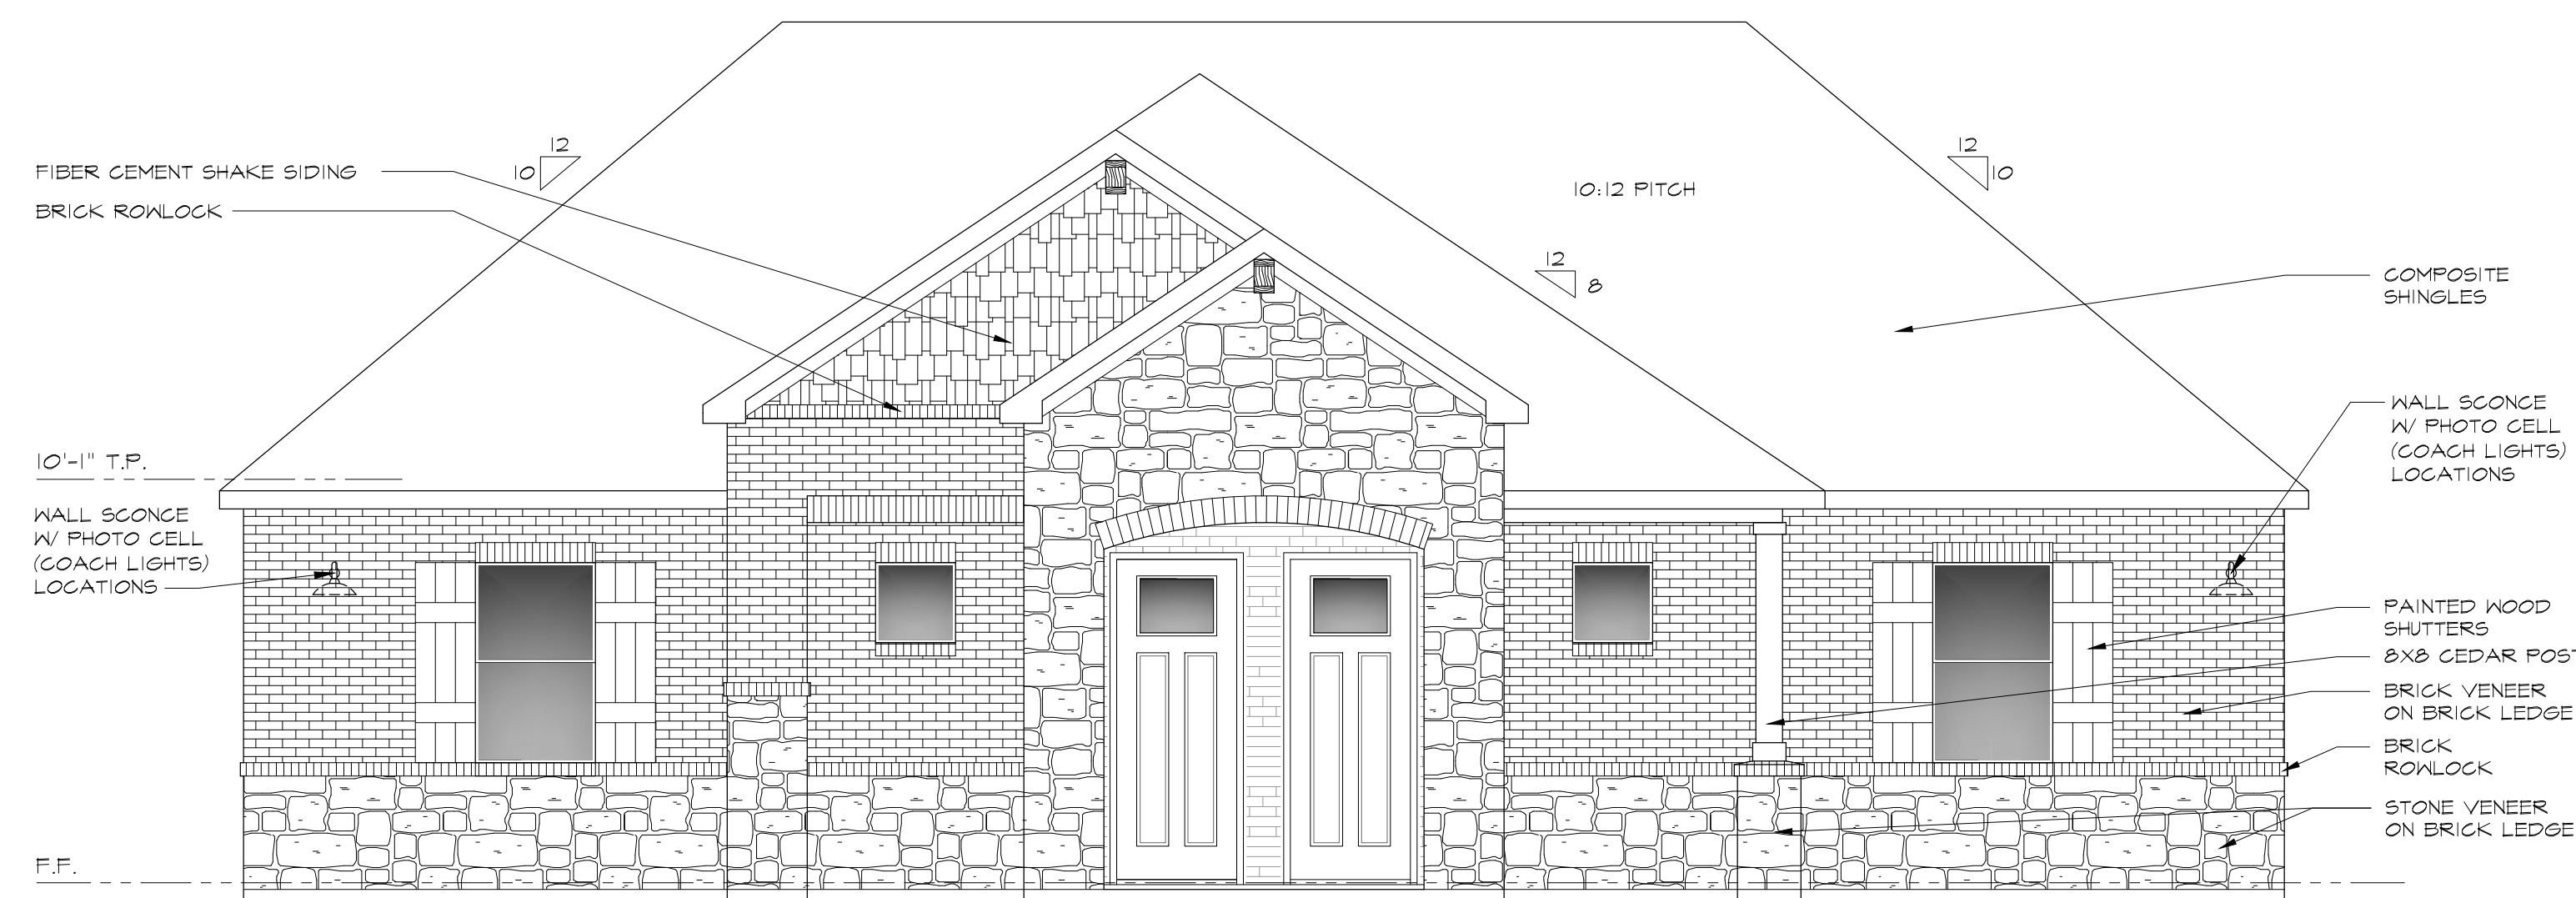 12
10
FIBER CEMENT SHAKE SIDING
BRICK ROWLOCK
12
10
10:12 PITCH
12
8
COMPOSITE
SHINGLES
10'-1" T.P.
WALL SCONCE
W/ PHOTO CELL
(COACH LIGHTS)
LOCATIONS
WALL SCONCE
W/ PHOTO CELL
(COACH LIGHTS)
LOCATIONS
PAINTED WOOD
SHUTTERS
8X8 CEDAR POST
BRICK VENEER
ON BRICK LEDGE
BRICK
ROWLOCK
STONE VENEER
ON BRICK LEDGE
F.F.